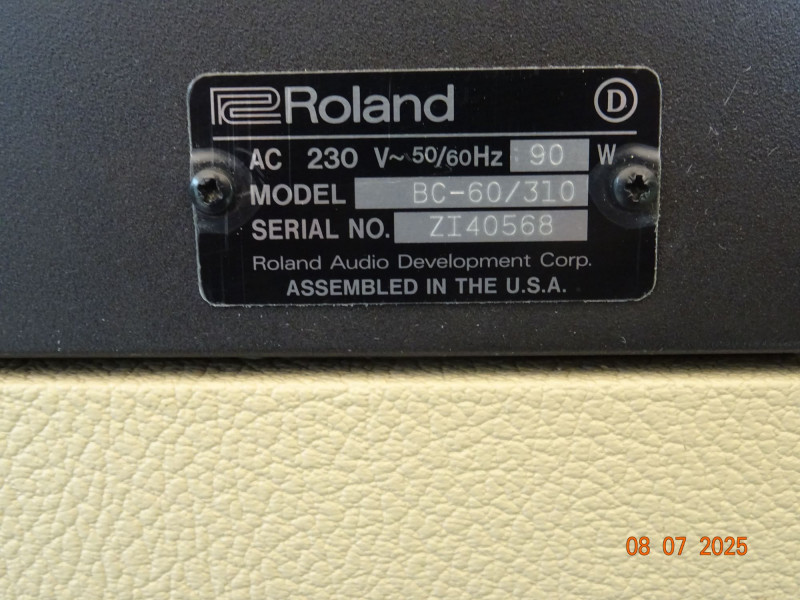 Roland
D
AC 230 V~ 50/60Hz 90 W
MODEL BC-60/310
SERIAL NO. ZI40568
Roland Audio Development Corp.
ASSEMBLED IN THE U.S.A.
08 07 2025